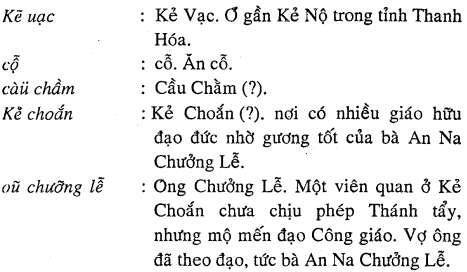 Kẽ uạc : Kẻ Vạc. Ở gần Kẻ Nộ trong tỉnh Thanh
Hóa.
cỗ : cỗ. Ăn cỗ.
càü chầm : Cầu Chằm (?).
Kẻ choắn : Kẻ Choắn (?). nơi có nhiều giáo hữu
đạo đức nhờ gương tốt của bà An Na
Chưởng Lễ.
oũ chưỡng lễ : Ong Chưởng Lễ. Một viên quan ở Kẻ
Choắn chưa chịu phép Thánh tẩy,
nhưng mộ mến đạo Công giáo. Vợ ông
đã theo đạo, tức bà An Na Chưởng Lễ.